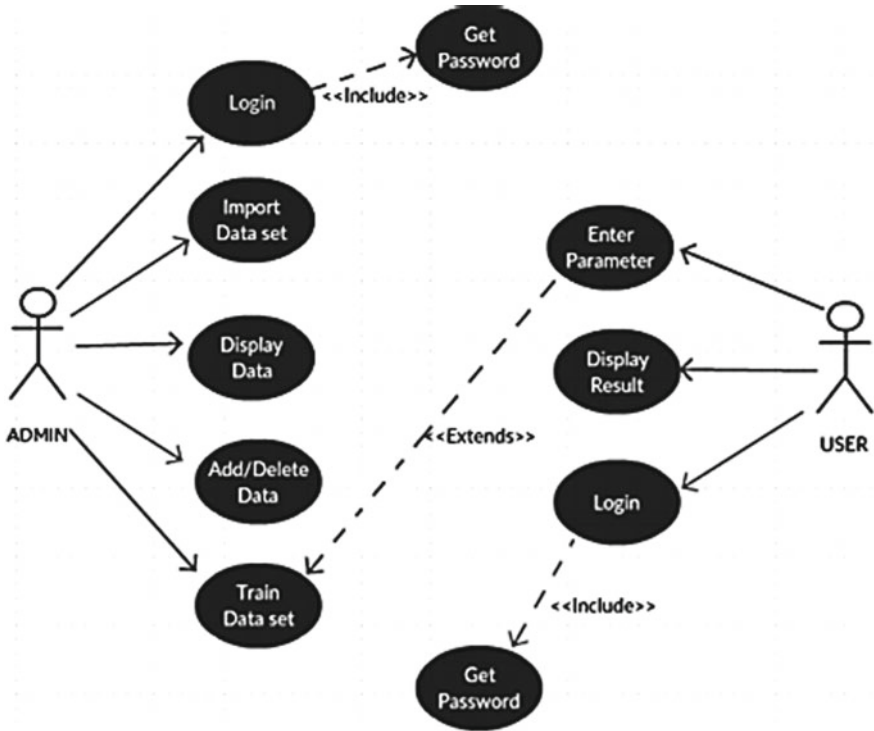 Get
Password
Login
<<Include>>
Import
Data set
Enter
Parameter
Display
Data
Display
Result
ADMIN
<<Extends>>
USER
Add/Delete
Data
Login
Train
Data set
<<Include>>
Get
Password